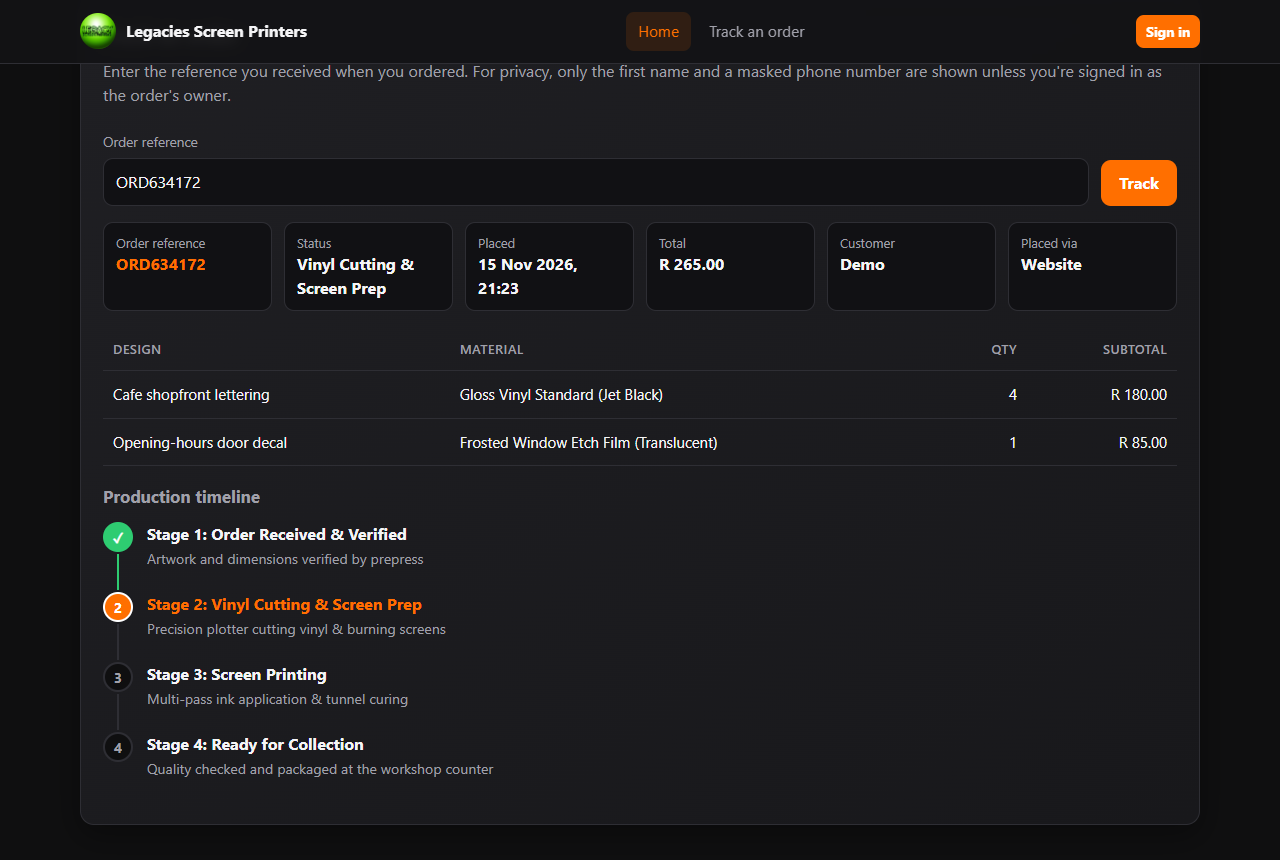 Legacies Screen Printers
Home
Track an order
Sign in
Enter the reference you received when you ordered. For privacy, only the first name and a masked phone number are shown unless you're signed in as
the order's owner.
Order reference
ORD634172
Track
Order reference
ORD634172
Status
Vinyl Cutting &
Screen Prep
Placed
15 Nov 2026,
21:23
Total
R 265.00
Customer
Demo
Placed via
Website
DESIGN MATERIAL QTY SUBTOTAL
Cafe shopfront lettering Gloss Vinyl Standard (Jet Black) 4 R 180.00
Opening-hours door decal Frosted Window Etch Film (Translucent) 1 R 85.00
Production timeline
✓ Stage 1: Order Received & Verified
Artwork and dimensions verified by prepress
2 Stage 2: Vinyl Cutting & Screen Prep
Precision plotter cutting vinyl & burning screens
3 Stage 3: Screen Printing
Multi-pass ink application & tunnel curing
4 Stage 4: Ready for Collection
Quality checked and packaged at the workshop counter